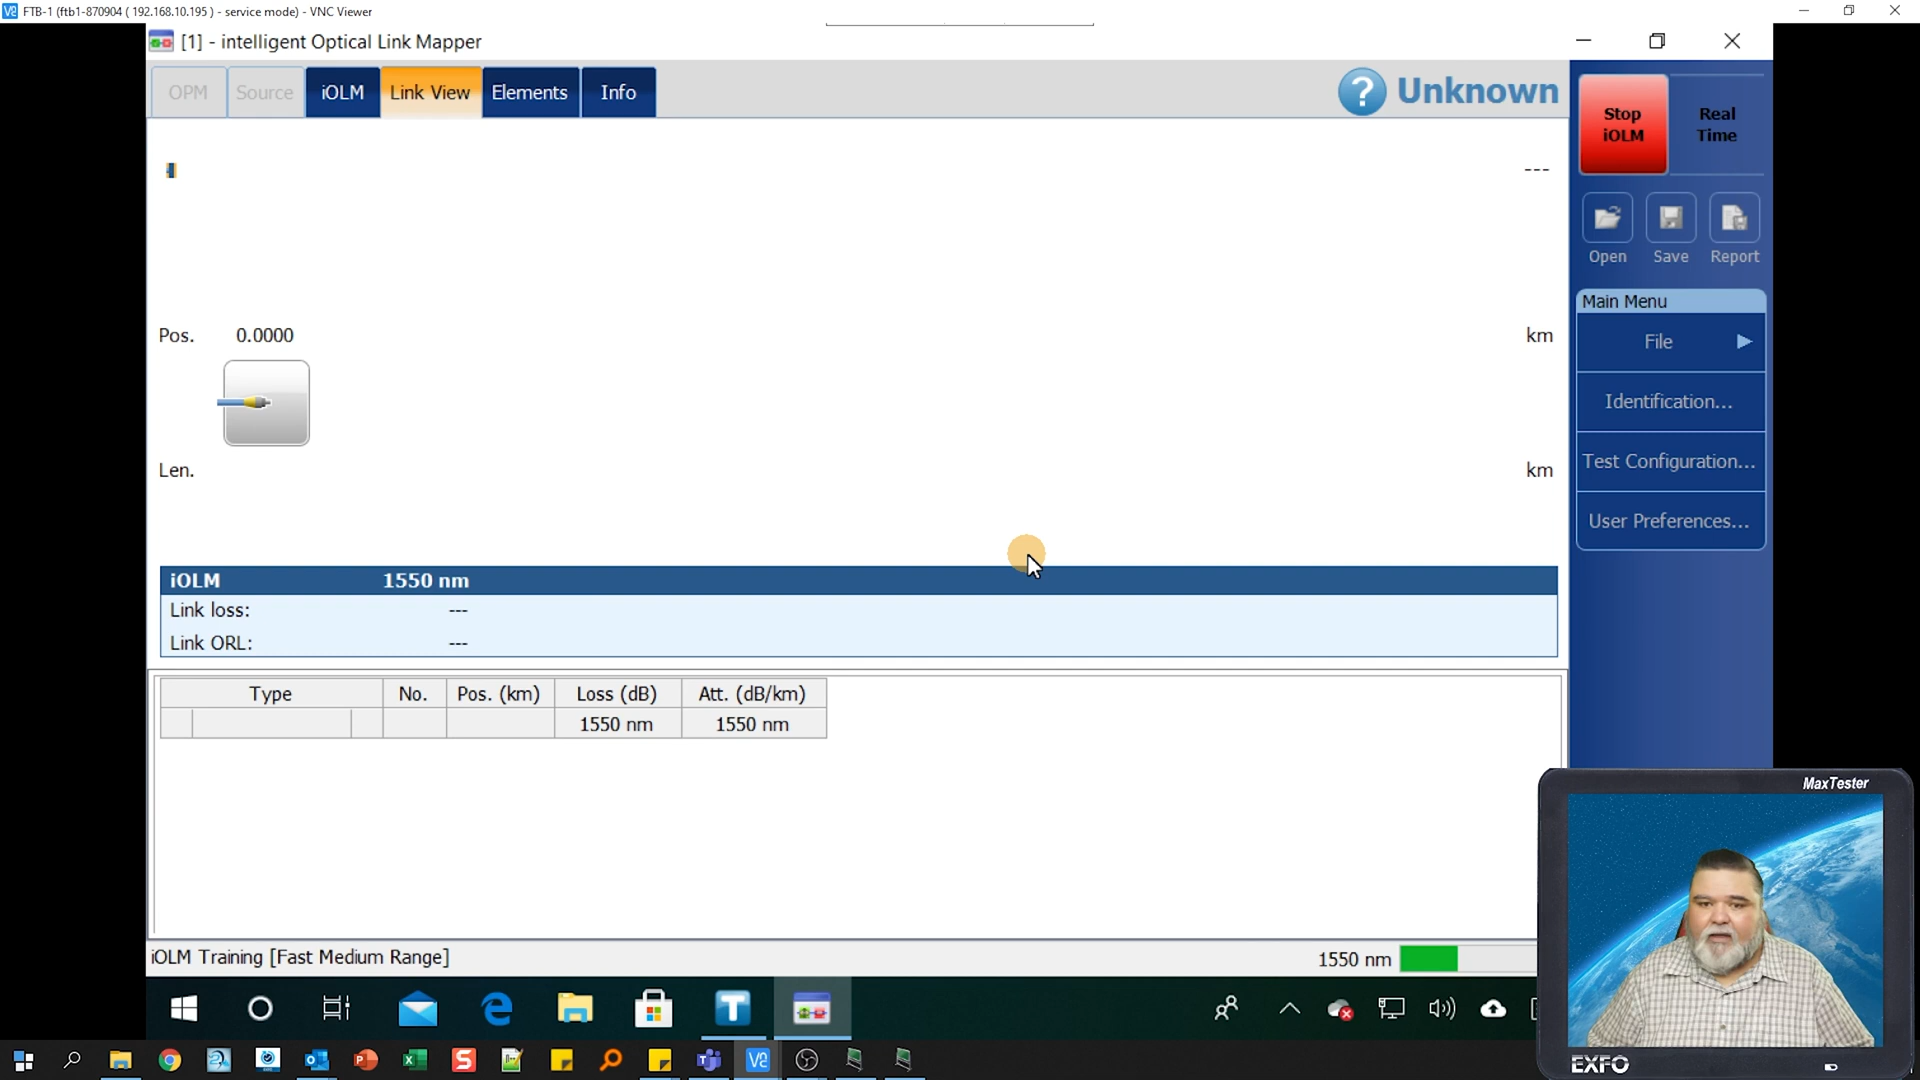 FTB-1 (ftb1-870904 ( 192.168.10.195 ) - service mode) - VNC Viewer
[1] - intelligent Optical Link Mapper
OPM Source iOLM Link View Elements Info
? Unknown
Stop iOLM
Real Time
---
Open Save Report
Main Menu
File
Identification...
Test Configuration...
User Preferences...
Pos. 0.0000 km
Len. km
iOLM 1550 nm
Link loss: ---
Link ORL: ---
Type No. Pos. (km) Loss (dB) Att. (dB/km)
1550 nm 1550 nm
iOLM Training [Fast Medium Range] 1550 nm
MaxTester
EXFO